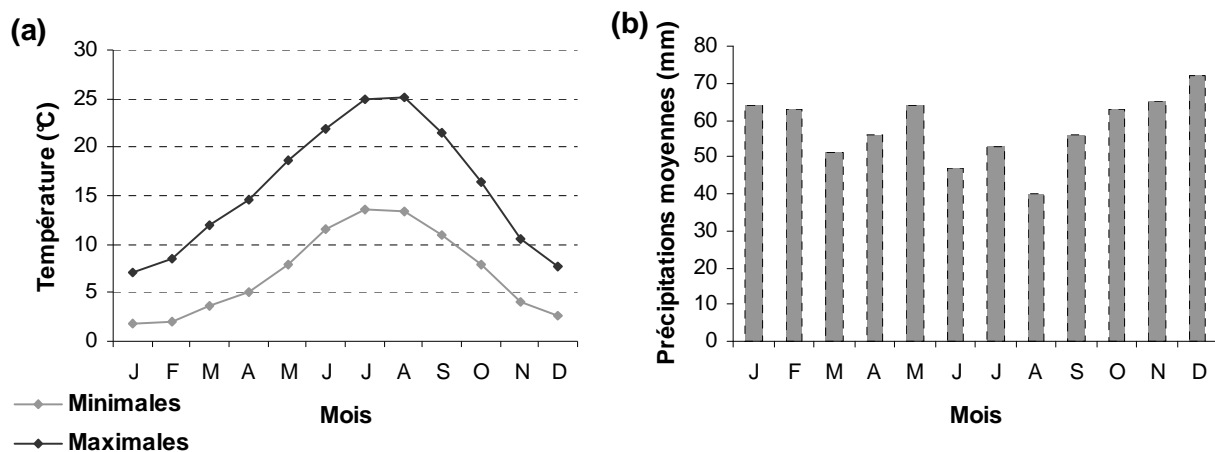 (a)
30
25
20
15
10
5
0
Température (°C)
J F M A M J J A S O N D
Mois
Minimales
Maximales
(b)
80
70
60
50
40
30
20
10
0
Précipitations moyennes (mm)
J F M A M J J A S O N D
Mois